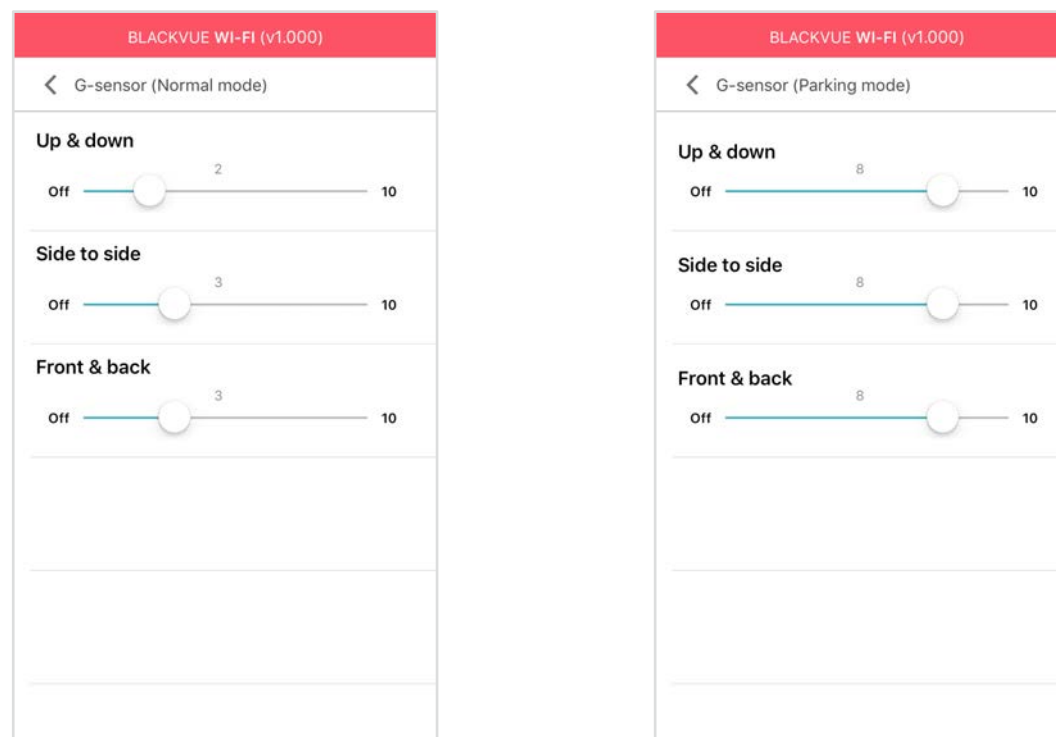 BLACKVUE WI-FI (v1.000)
G-sensor (Normal mode)
Up & down
2
Off 10
Side to side
3
Off 10
Front & back
3
Off 10
BLACKVUE WI-FI (v1.000)
G-sensor (Parking mode)
Up & down
8
Off 10
Side to side
8
Off 10
Front & back
8
Off 10